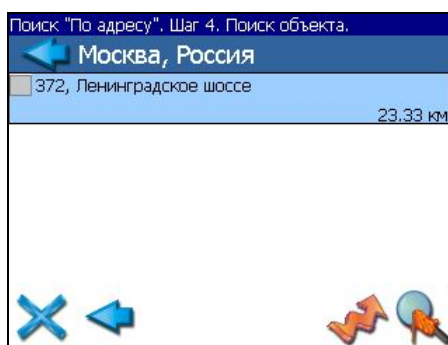 Поиск "По адресу". Шаг 4. Поиск объекта.
Москва, Россия
372, Ленинградское шоссе
23.33 км